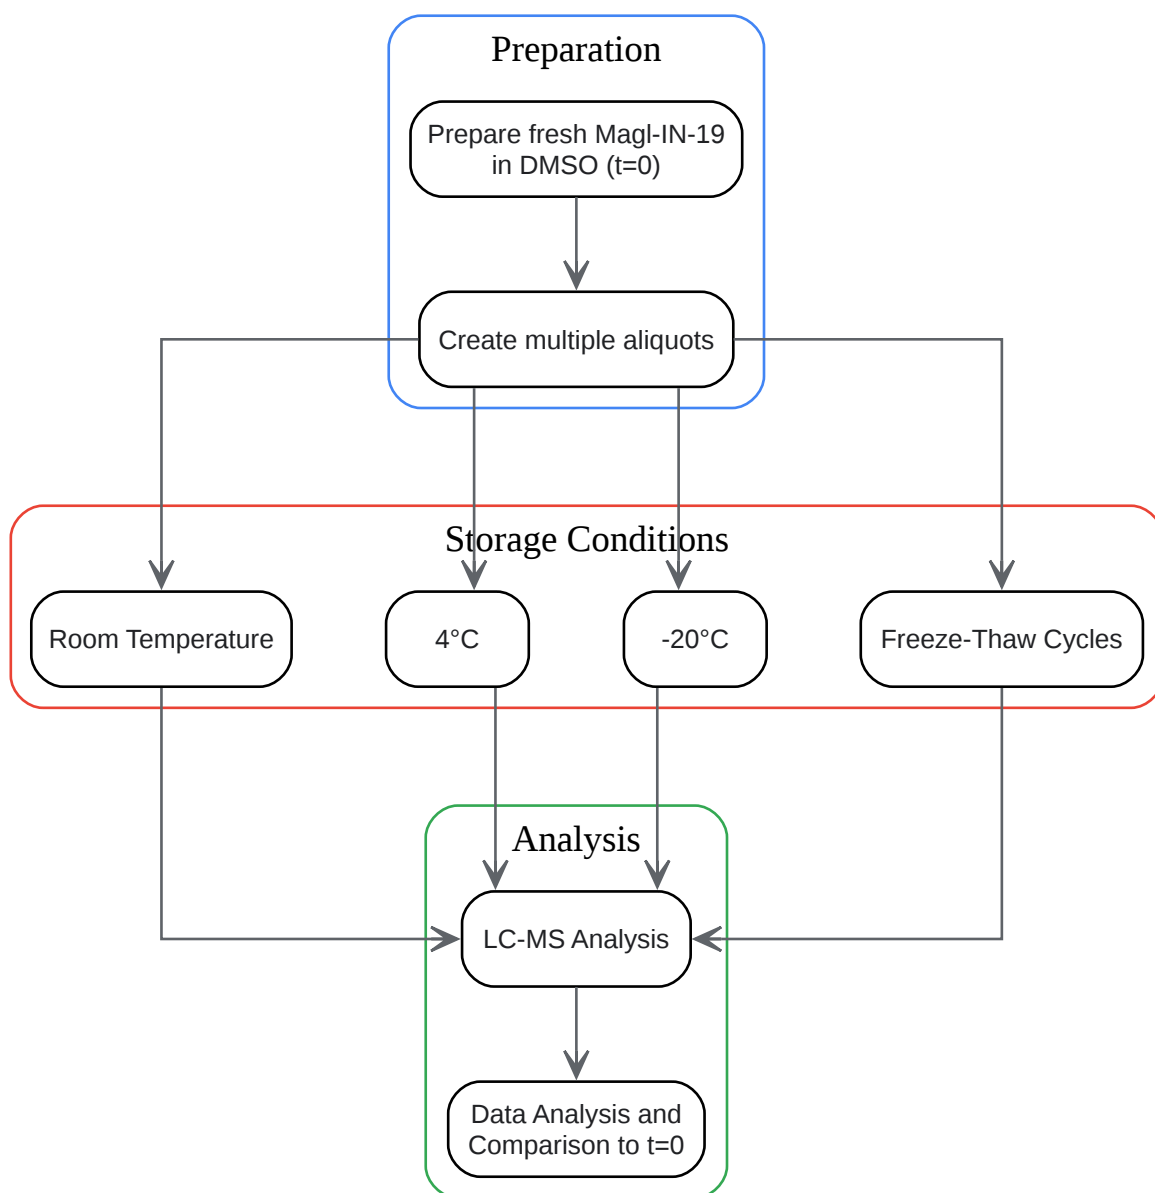 Preparation
Prepare fresh Magl-IN-19
in DMSO (t=0)
Create multiple aliquots
Storage Conditions
Room Temperature
4°C
-20°C
Freeze-Thaw Cycles
Analysis
LC-MS Analysis
Data Analysis and
Comparison to t=0